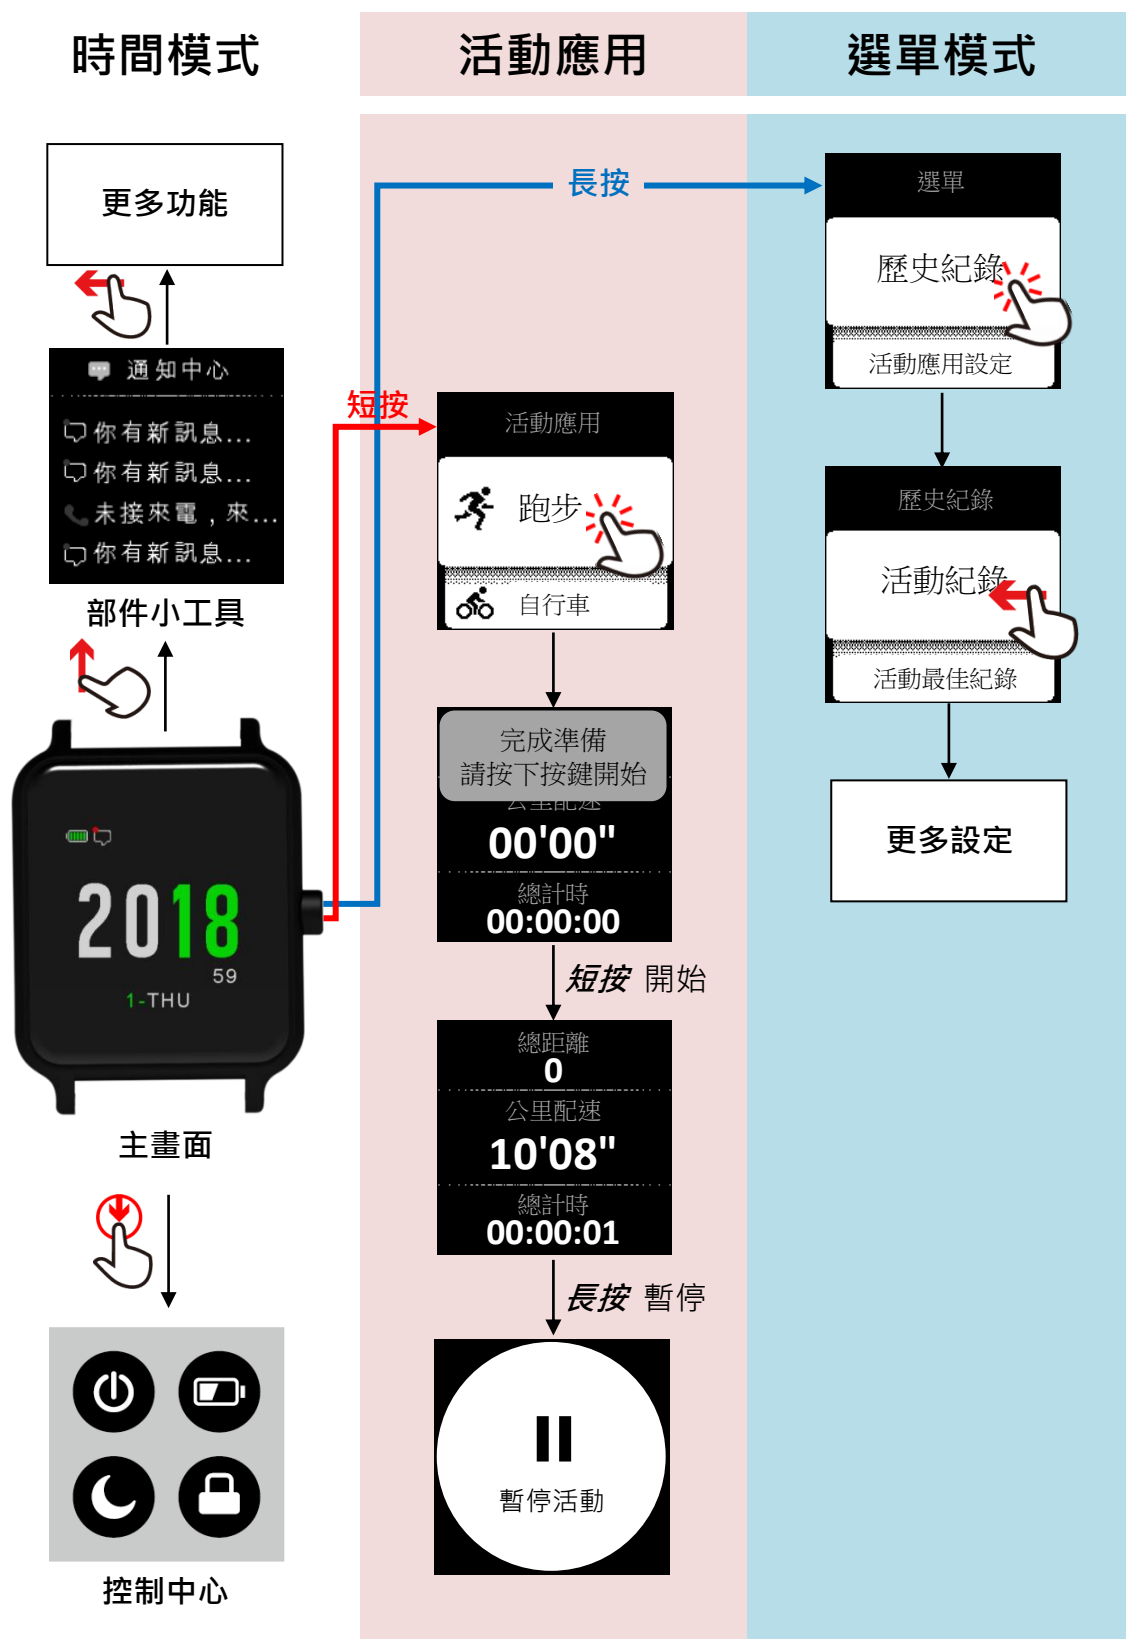 時間模式
活動應用
選單模式
更多功能
通知中心
你有新訊息...
你有新訊息...
未接來電，來...
你有新訊息...
部件小工具
2018
59
1-THU
主畫面
控制中心
短按
長按
活動應用
跑步
自行車
完成準備
請按下按鍵開始
公里配速
00'00"
總計時
00:00:00
短按 開始
總距離
0
公里配速
10'08"
總計時
00:00:01
長按 暫停
暫停活動
選單
歷史紀錄
活動應用設定
歷史紀錄
活動紀錄
活動最佳紀錄
更多設定